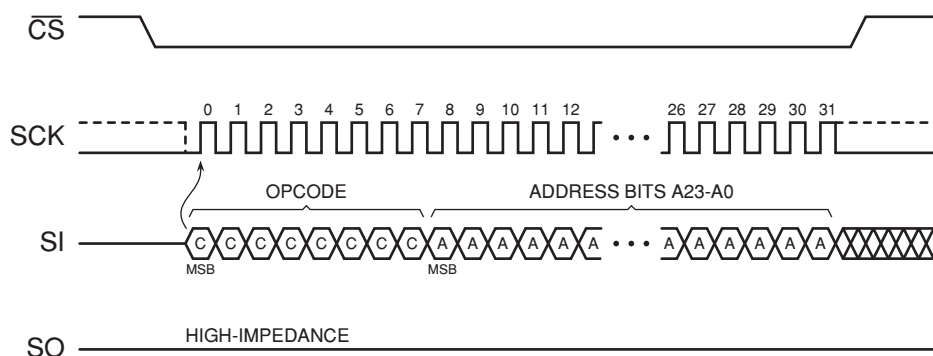 CS
0 1 2 3 4 5 6 7 8 9 10 11 12 26 27 28 29 30 31
SCK
OPCODE ADDRESS BITS A23-A0
SI C C C C C C C C A A A A A A A A A A A A
MSB MSB
HIGH-IMPEDANCE
SO